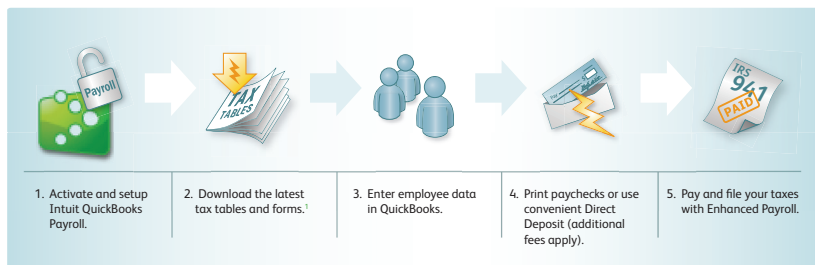 Payroll
TAX
TABLES
IRS
941
PAID
1. Activate and setup
Intuit QuickBooks
Payroll.
2. Download the latest
tax tables and forms.¹
3. Enter employee data
in QuickBooks.
4. Print paychecks or use
convenient Direct
Deposit (additional
fees apply).
5. Pay and file your taxes
with Enhanced Payroll.